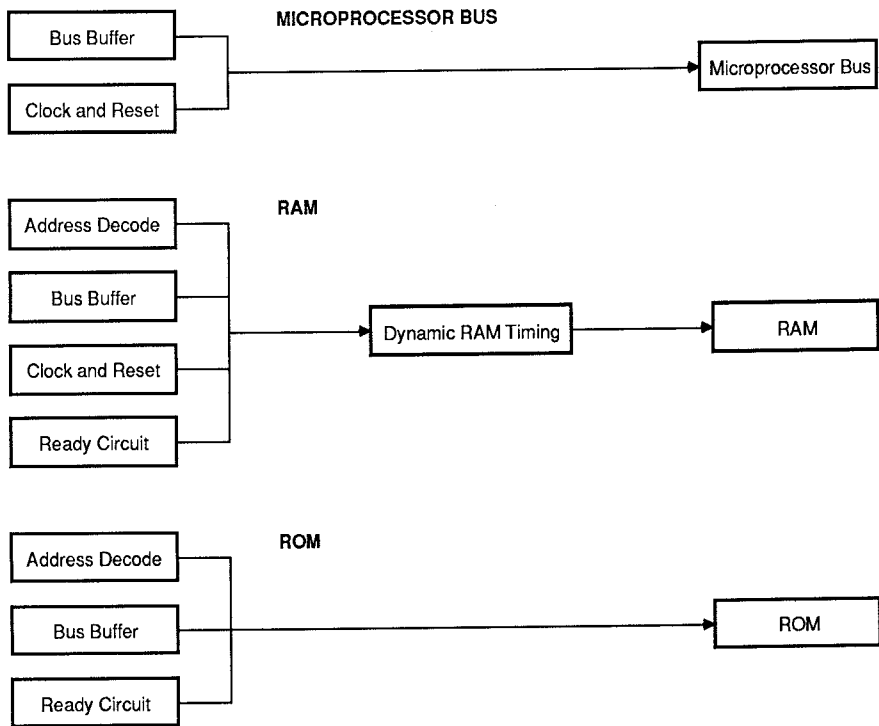 MICROPROCESSOR BUS
Bus Buffer
Clock and Reset
Microprocessor Bus
RAM
Address Decode
Bus Buffer
Clock and Reset
Ready Circuit
Dynamic RAM Timing
RAM
ROM
Address Decode
Bus Buffer
Ready Circuit
ROM